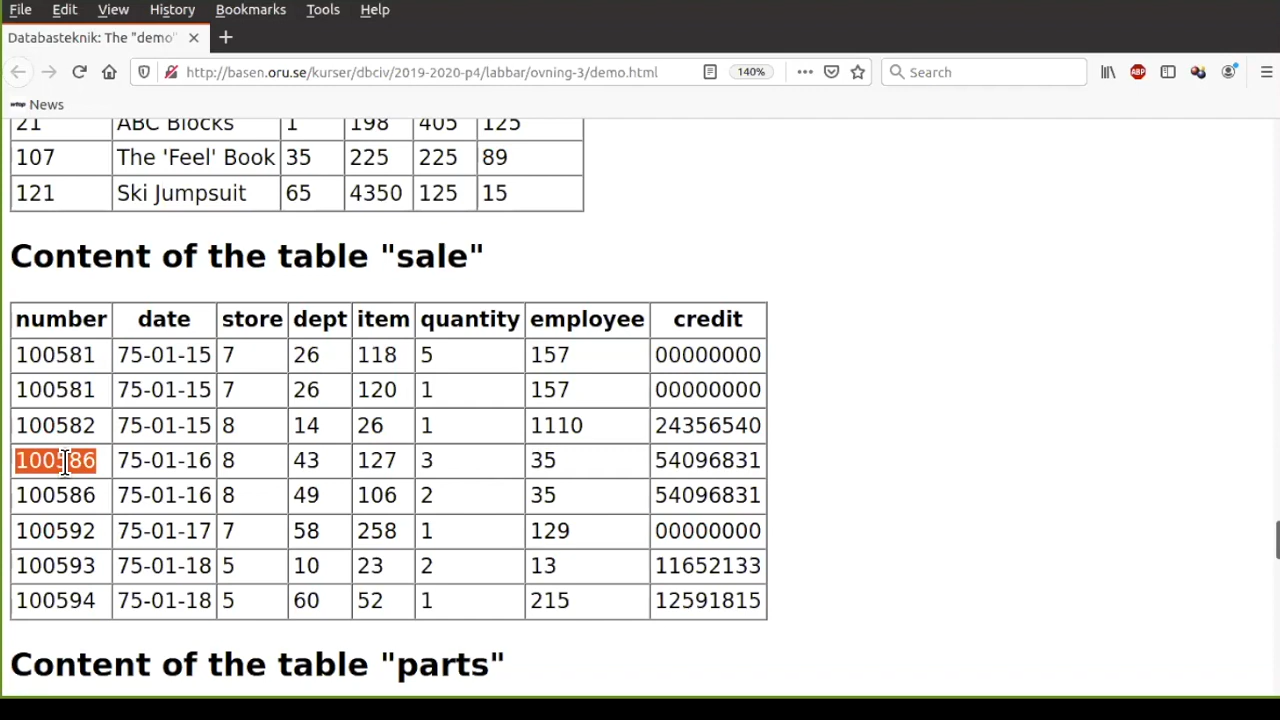 File Edit View History Bookmarks Tools Help
Databasteknik: The "demo"
http://basen.oru.se/kurser/dbciv/2019-2020-p4/labbar/ovning-3/demo.html 140% Search ABP
News
21 ABC Blocks 1 198 405 125
107 The 'Feel' Book 35 225 225 89
121 Ski Jumpsuit 65 4350 125 15
Content of the table "sale"
number date store dept item quantity employee credit
100581 75-01-15 7 26 118 5 157 00000000
100581 75-01-15 7 26 120 1 157 00000000
100582 75-01-15 8 14 26 1 1110 24356540
100586 75-01-16 8 43 127 3 35 54096831
100586 75-01-16 8 49 106 2 35 54096831
100592 75-01-17 7 58 258 1 129 00000000
100593 75-01-18 5 10 23 2 13 11652133
100594 75-01-18 5 60 52 1 215 12591815
Content of the table "parts"